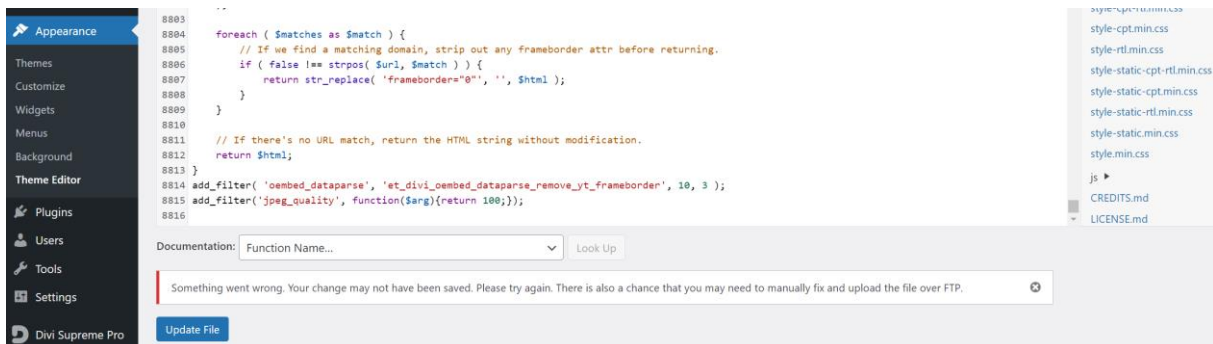 Appearance
Themes
Customize
Widgets
Menus
Background
Theme Editor
Plugins
Users
Tools
Settings
Divi Supreme Pro
8803
8804 foreach ( $matches as $match ) {
8805 // If we find a matching domain, strip out any frameborder attr before returning.
8806 if ( false !== strpos( $url, $match ) ) {
8807 return str_replace( 'frameborder="0"', '', $html );
8808 }
8809 }
8810
8811 // If there's no URL match, return the HTML string without modification.
8812 return $html;
8813 }
8814 add_filter( 'oembed_dataparse', 'et_divi_oembed_dataparse_remove_yt_frameborder', 10, 3 );
8815 add_filter('jpeg_quality', function($arg){return 100;});
8816
Documentation: Function Name... Look Up
Something went wrong. Your change may not have been saved. Please try again. There is also a chance that you may need to manually fix and upload the file over FTP.
Update File
style-cpt.min.css
style-rtl.min.css
style-static-cpt-rtl.min.css
style-static-cpt.min.css
style-static-rtl.min.css
style-static.min.css
style.min.css
js
CREDITS.md
LICENSE.md